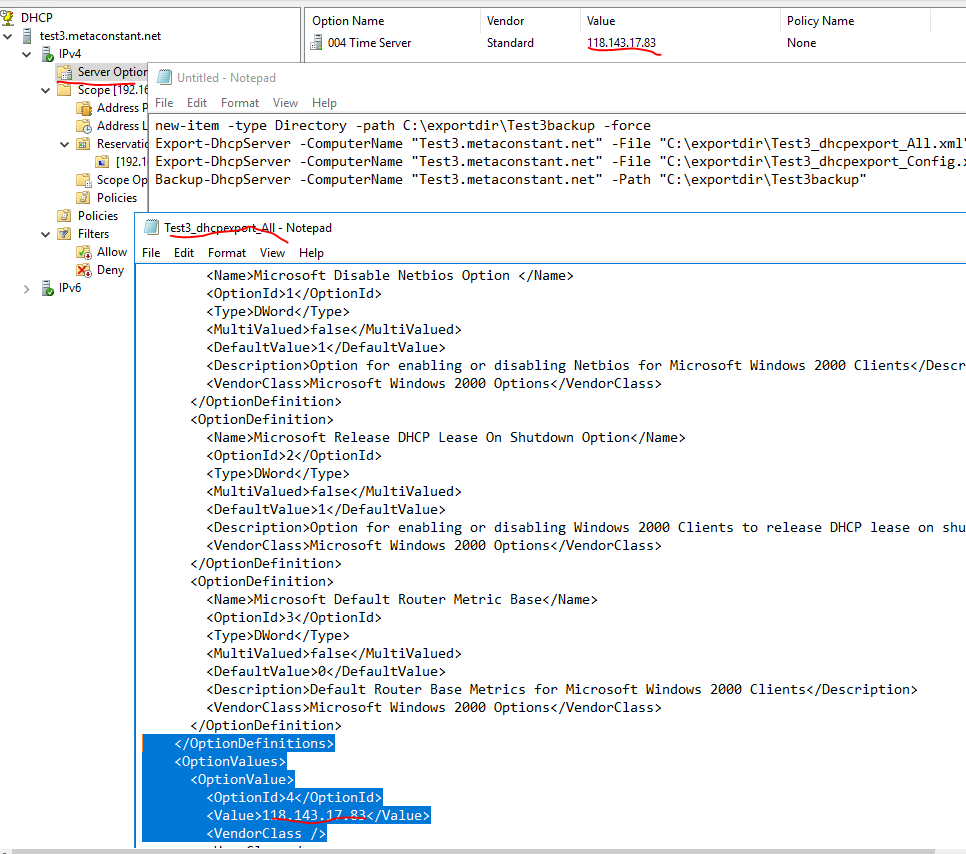 DHCP
test3.metaconstant.net
IPv4
Server Option
Scope [192.16
Address P
Address L
Reservatio
[192.1
Scope Op
Policies
Policies
Filters
Allow
Deny
IPv6
Option Name Vendor Value Policy Name
004 Time Server Standard 118.143.17.83 None
Untitled - Notepad
File Edit Format View Help
new-item -type Directory -path C:\exportdir\Test3backup -force
Export-DhcpServer -ComputerName "Test3.metaconstant.net" -File "C:\exportdir\Test3_dhcpexport_All.xml"
Export-DhcpServer -ComputerName "Test3.metaconstant.net" -File "C:\exportdir\Test3_dhcpexport_Config.x
Backup-DhcpServer -ComputerName "Test3.metaconstant.net" -Path "C:\exportdir\Test3backup"
Test3_dhcpexport_All - Notepad
File Edit Format View Help
<Name>Microsoft Disable Netbios Option </Name>
<OptionId>1</OptionId>
<Type>DWord</Type>
<MultiValued>false</MultiValued>
<DefaultValue>1</DefaultValue>
<Description>Option for enabling or disabling Netbios for Microsoft Windows 2000 Clients</Descr
<VendorClass>Microsoft Windows 2000 Options</VendorClass>
</OptionDefinition>
<OptionDefinition>
<Name>Microsoft Release DHCP Lease On Shutdown Option</Name>
<OptionId>2</OptionId>
<Type>DWord</Type>
<MultiValued>false</MultiValued>
<DefaultValue>1</DefaultValue>
<Description>Option for enabling or disabling Windows 2000 Clients to release DHCP lease on shu
<VendorClass>Microsoft Windows 2000 Options</VendorClass>
</OptionDefinition>
<OptionDefinition>
<Name>Microsoft Default Router Metric Base</Name>
<OptionId>3</OptionId>
<Type>DWord</Type>
<MultiValued>false</MultiValued>
<DefaultValue>0</DefaultValue>
<Description>Default Router Base Metrics for Microsoft Windows 2000 Clients</Description>
<VendorClass>Microsoft Windows 2000 Options</VendorClass>
</OptionDefinition>
</OptionDefinitions>
<OptionValues>
<OptionValue>
<OptionId>4</OptionId>
<Value>118.143.17.83</Value>
<VendorClass />